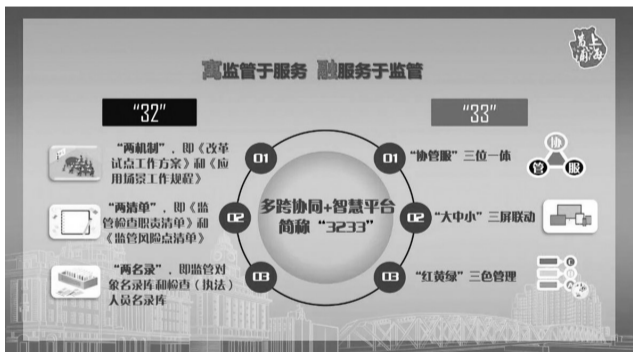 上海
黄浦
寓监管于服务 融服务于监管
“32”
“33”
“两机制”,即《改革
试点工作方案》和《应
用场景工作规程》
“两清单”,即《监
管检查职责清单》和
《监管风险点清单》
“两名录”,即监管对
象名录库和检查(执法)
人员名录库
01
02
03
多跨协同+智慧平台
简称“3233”
01
02
03
“协管服”三位一体
“大中小”三屏联动
“红黄绿”三色管理
协
管
服